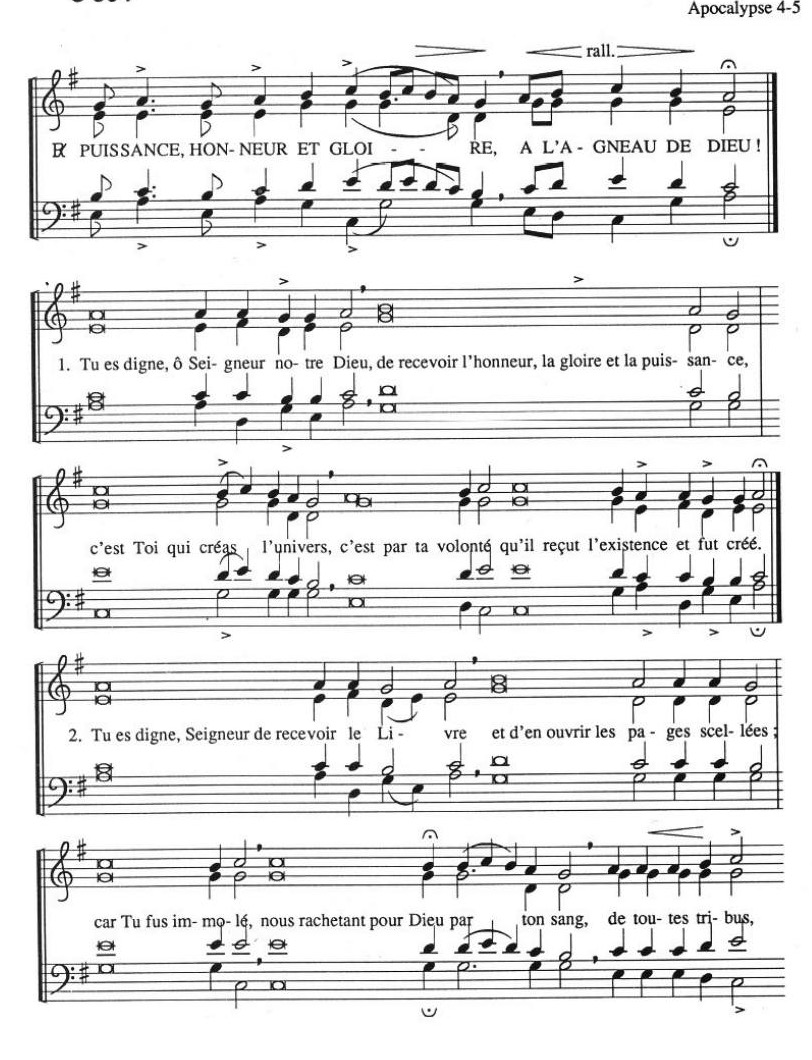 Apocalypse 4-5
rall.
℟ PUISSANCE, HON- NEUR ET GLOI - - RE, A L'A - GNEAU DE DIEU !
1. Tu es digne, ô Sei- gneur no- tre Dieu, de recevoir l'honneur, la gloire et la puis- san- ce,
c'est Toi qui créas l'univers, c'est par ta volonté qu'il reçut l'existence et fut créé.
2. Tu es digne, Seigneur de recevoir le Li - vre et d'en ouvrir les pa - ges scel- lées ;
car Tu fus im- mo- lé, nous rachetant pour Dieu par ton sang, de tou- tes tri- bus,